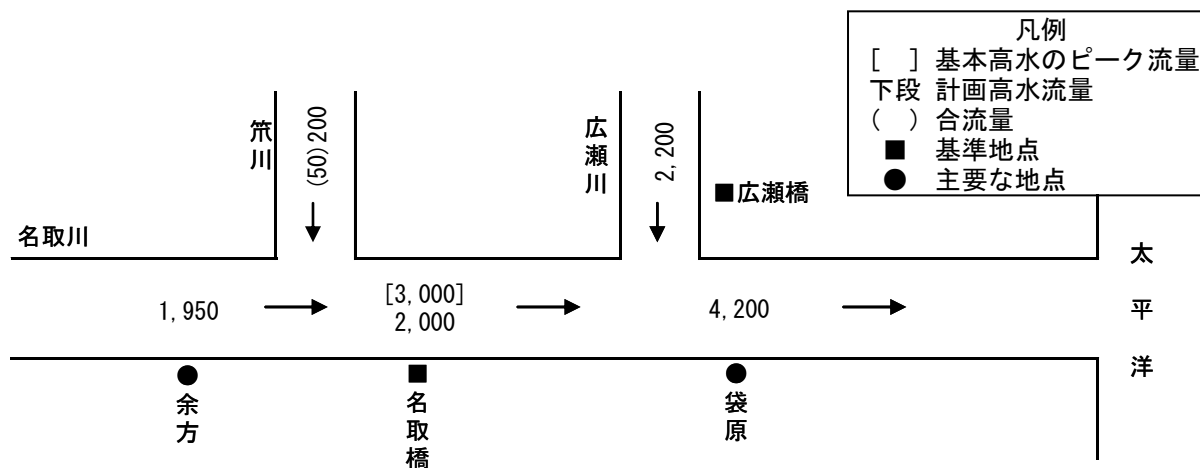 凡例
[ ] 基本高水のピーク流量
下段 計画高水流量
( ) 合流量
■ 基準地点
● 主要な地点
笊川
(50)200
広瀬川
2,200
■広瀬橋
名取川
太平洋
1,950
[3,000]
2,000
4,200
余方
名取橋
袋原